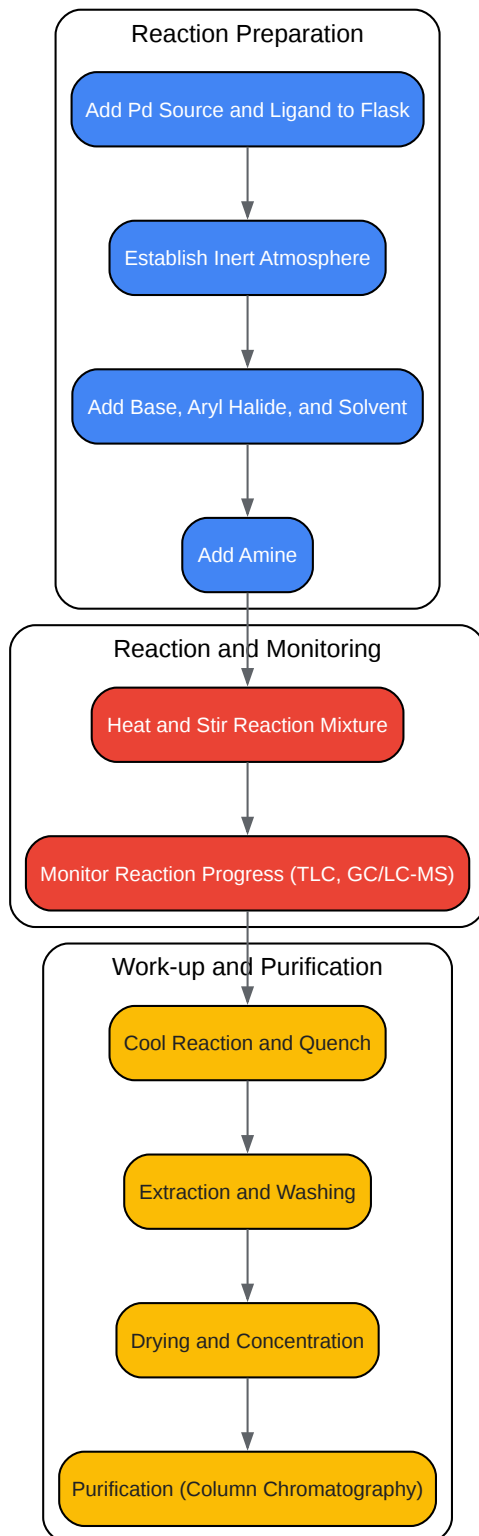 Reaction Preparation
Add Pd Source and Ligand to Flask
Establish Inert Atmosphere
Add Base, Aryl Halide, and Solvent
Add Amine
Reaction and Monitoring
Heat and Stir Reaction Mixture
Monitor Reaction Progress (TLC, GC/LC-MS)
Work-up and Purification
Cool Reaction and Quench
Extraction and Washing
Drying and Concentration
Purification (Column Chromatography)